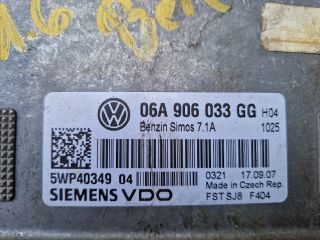 1.6
06A 906 033 GG H04
Benzin Simos 7.1A 1025
5WP40349 04 0321 17.09.07
Made in Czech Rep.
SIEMENS VDO FST SJ8 F404